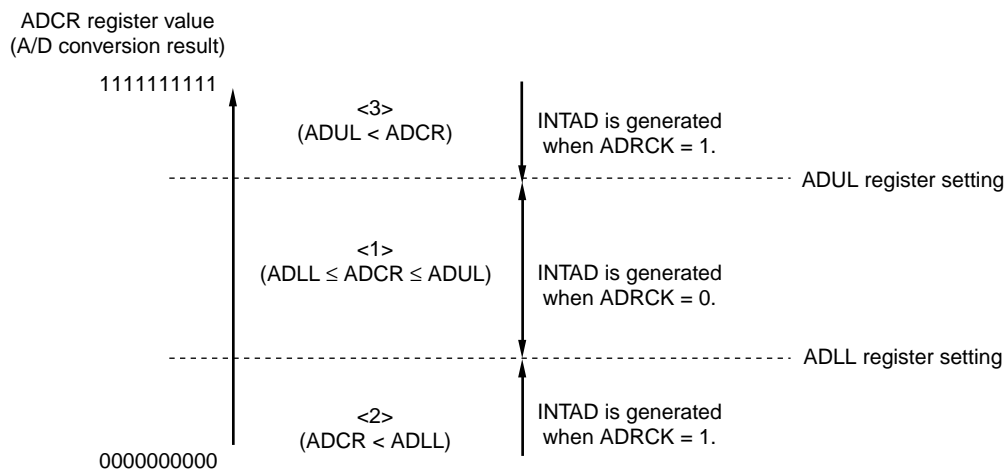 ADCR register value
(A/D conversion result)
1111111111
<3>
(ADUL < ADCR)
INTAD is generated
when ADRCK = 1.
ADUL register setting
<1>
(ADLL ≤ ADCR ≤ ADUL)
INTAD is generated
when ADRCK = 0.
ADLL register setting
<2>
(ADCR < ADLL)
INTAD is generated
when ADRCK = 1.
0000000000